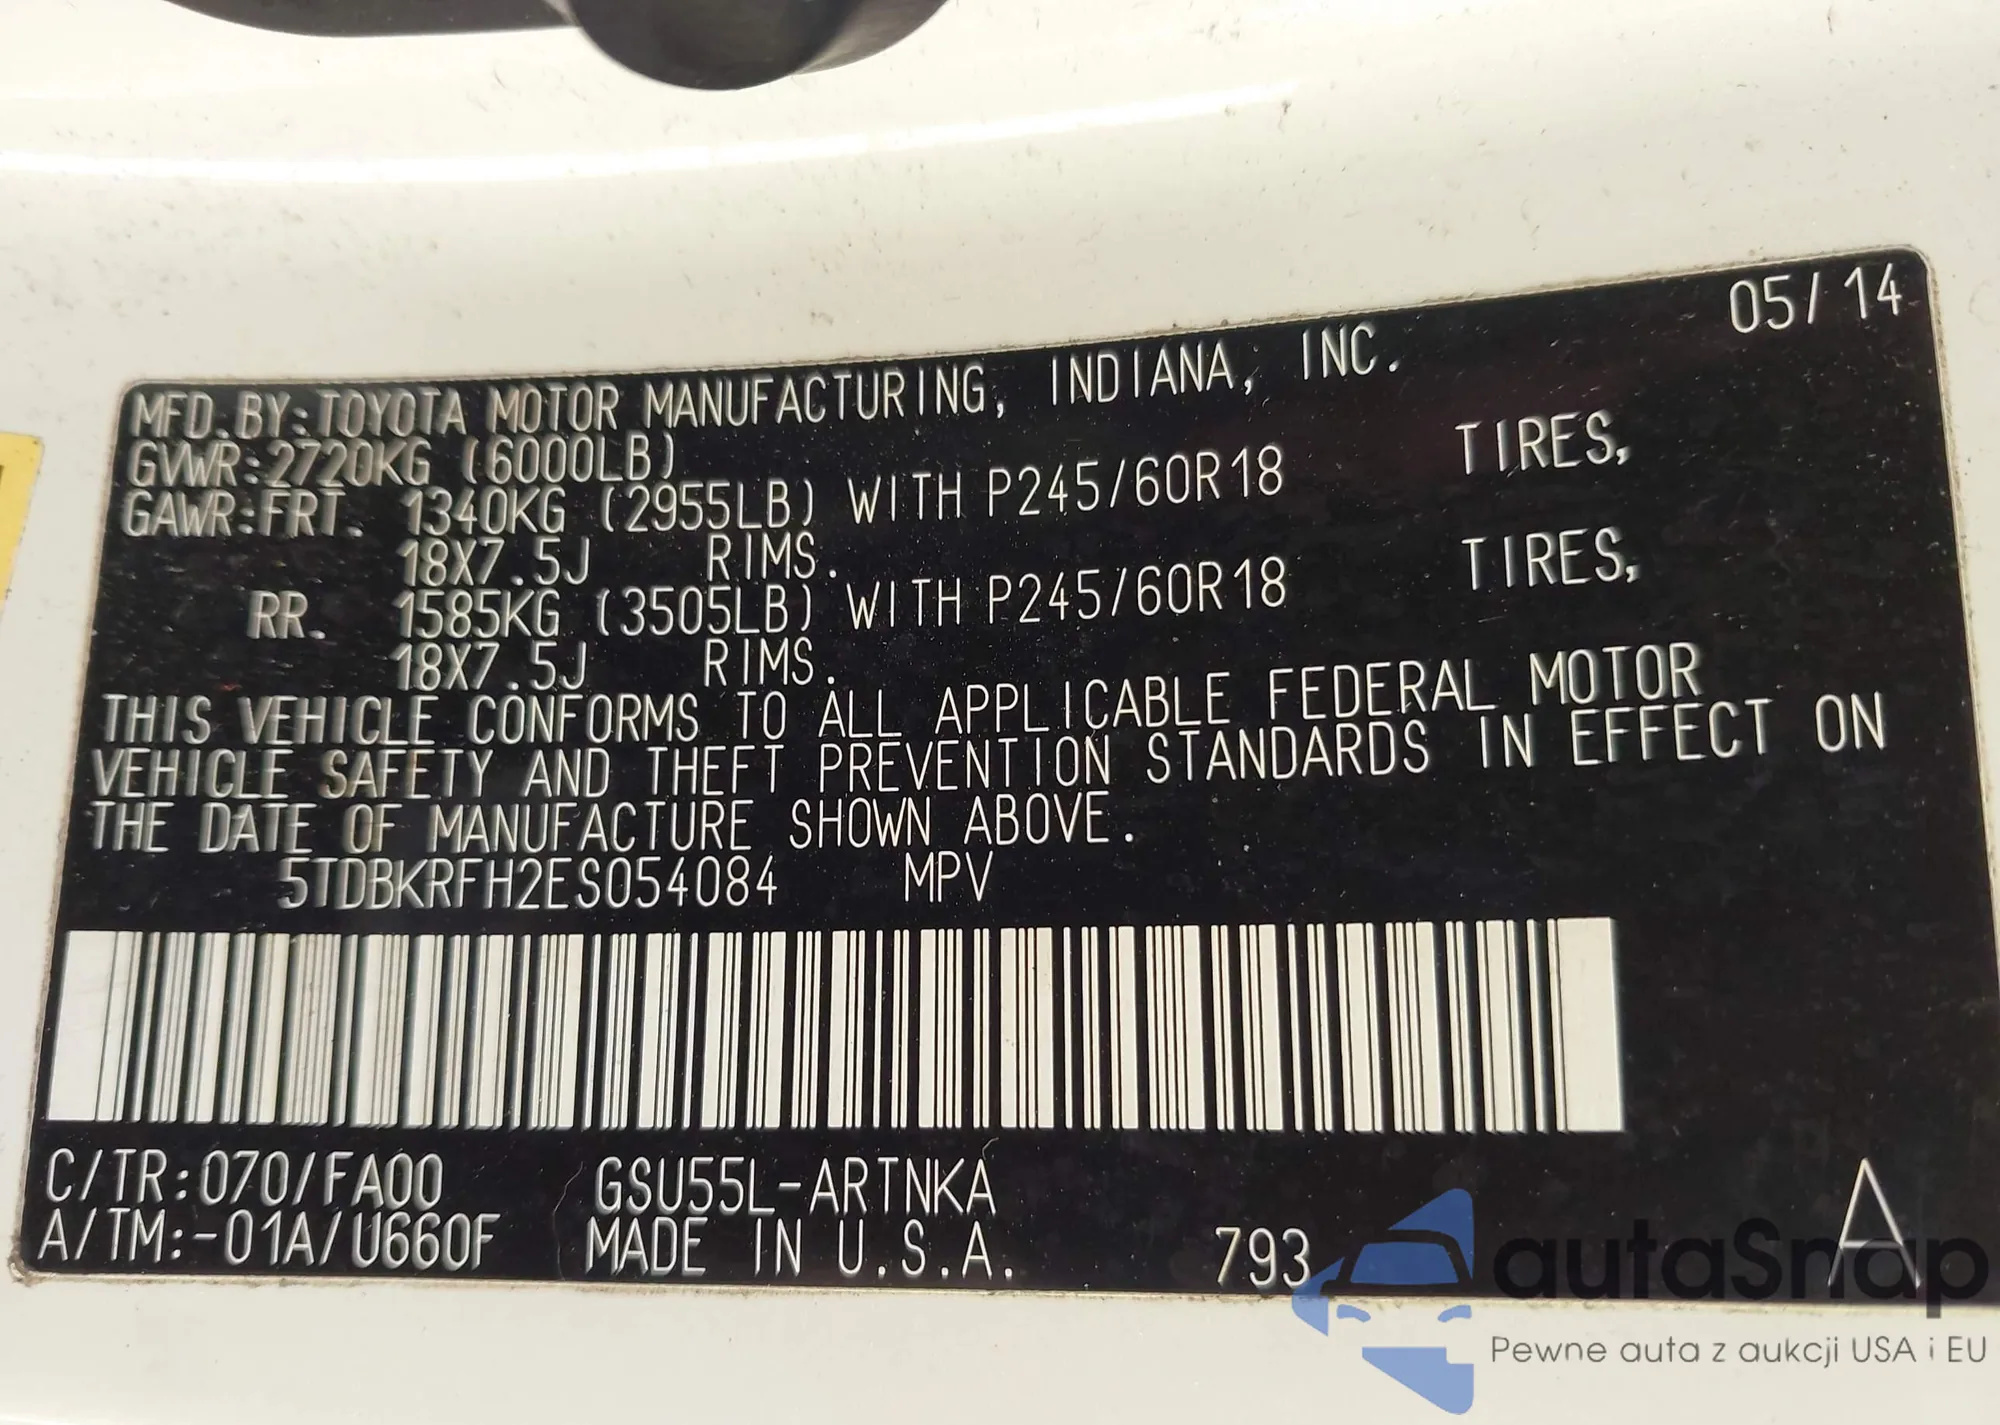 05/14
MFD.BY:TOYOTA MOTOR MANUFACTURING, INDIANA, INC.
GVWR:2720KG (6000LB)
GAWR:FRT. 1340KG (2955LB) WITH P245/60R18 TIRES,
18X7.5J RIMS.
RR. 1585KG (3505LB) WITH P245/60R18 TIRES,
18X7.5J RIMS.
THIS VEHICLE CONFORMS TO ALL APPLICABLE FEDERAL MOTOR
VEHICLE SAFETY AND THEFT PREVENTION STANDARDS IN EFFECT ON
THE DATE OF MANUFACTURE SHOWN ABOVE.
5TDBKRFH2ES054084 MPV
C/TR:070/FA00 GSU55L-ARTNKA
A/TM:-01A/U660F MADE IN U.S.A. 793 A
autaSnap
Pewne auta z aukcji USA i EU